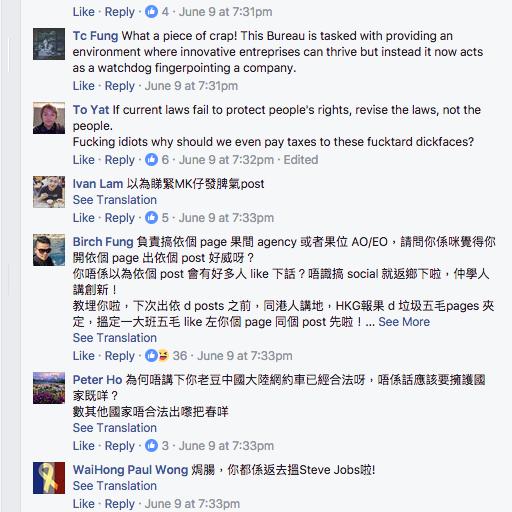 Like · Reply · 4 · June 9 at 7:31pm
Tc Fung What a piece of crap! This Bureau is tasked with providing an
environment where innovative entreprises can thrive but instead it now acts
as a watchdog fingerpointing a company.
Like · Reply · June 9 at 7:31pm
To Yat If current laws fail to protect people's rights, revise the laws, not the
people.
Fucking idiots why should we even pay taxes to these fucktard dickfaces?
Like · Reply · 6 · June 9 at 7:32pm · Edited
Ivan Lam 以為睇緊MK仔發脾氣post
See Translation
Like · Reply · 5 · June 9 at 7:33pm
Birch Fung 負責搞依個 page 果間 agency 或者果位 AO/EO，請問你係咪覺得你
開依個 page 出依個 post 好威呀？
你唔係以為依個 post 會有好多人 like 下話？唔識搞 social 就返鄉下啦，仲學人
講創新！
教埋你啦，下次出依 d posts 之前，同港人講地，HKG報果 d 垃圾五毛pages 夾
定，搵定一大班五毛 like 左你個 page 同個 post 先啦！... See More
See Translation
Like · Reply · 36 · June 9 at 7:33pm
Peter Ho 為何唔講下你老豆中國大陸網約車已經合法呀，唔係話應該要擁護國
家既咩？
數其他國家唔合法出嚟把春咩
See Translation
Like · Reply · 3 · June 9 at 7:33pm
WaiHong Paul Wong 焗腸，你都係返去搵Steve Jobs啦!
See Translation
Like · Reply · June 9 at 7:33pm